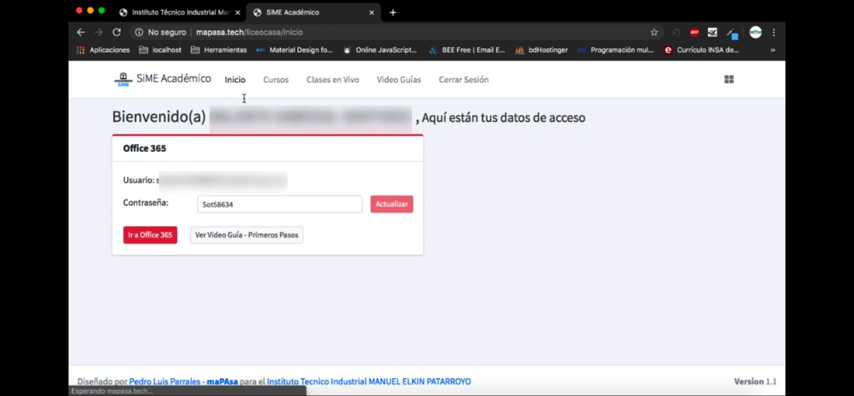 Instituto Técnico Industrial Ma
SiME Académico
No seguro | mapasa.tech/liceocasa/inicio
Aplicaciones
localhost
Herramientas
Material Design fo...
Online JavaScript...
BEE Free | Email E...
bdHostinger
Programación mul...
Currículo INSA de...
SiME Académico
Inicio
Cursos
Clases en Vivo
Video Guías
Cerrar Sesión
Bienvenido(a)
, Aquí están tus datos de acceso
Office 365
Usuario: s
Contraseña:
Sot58634
Actualizar
Ir a Office 365
Ver Video Guía - Primeros Pasos
Diseñado por Pedro Luis Parrales - maPAsa para el Instituto Tecnico Industrial MANUEL ELKIN PATARROYO
Version 1.1
Esperando mapasa.tech...